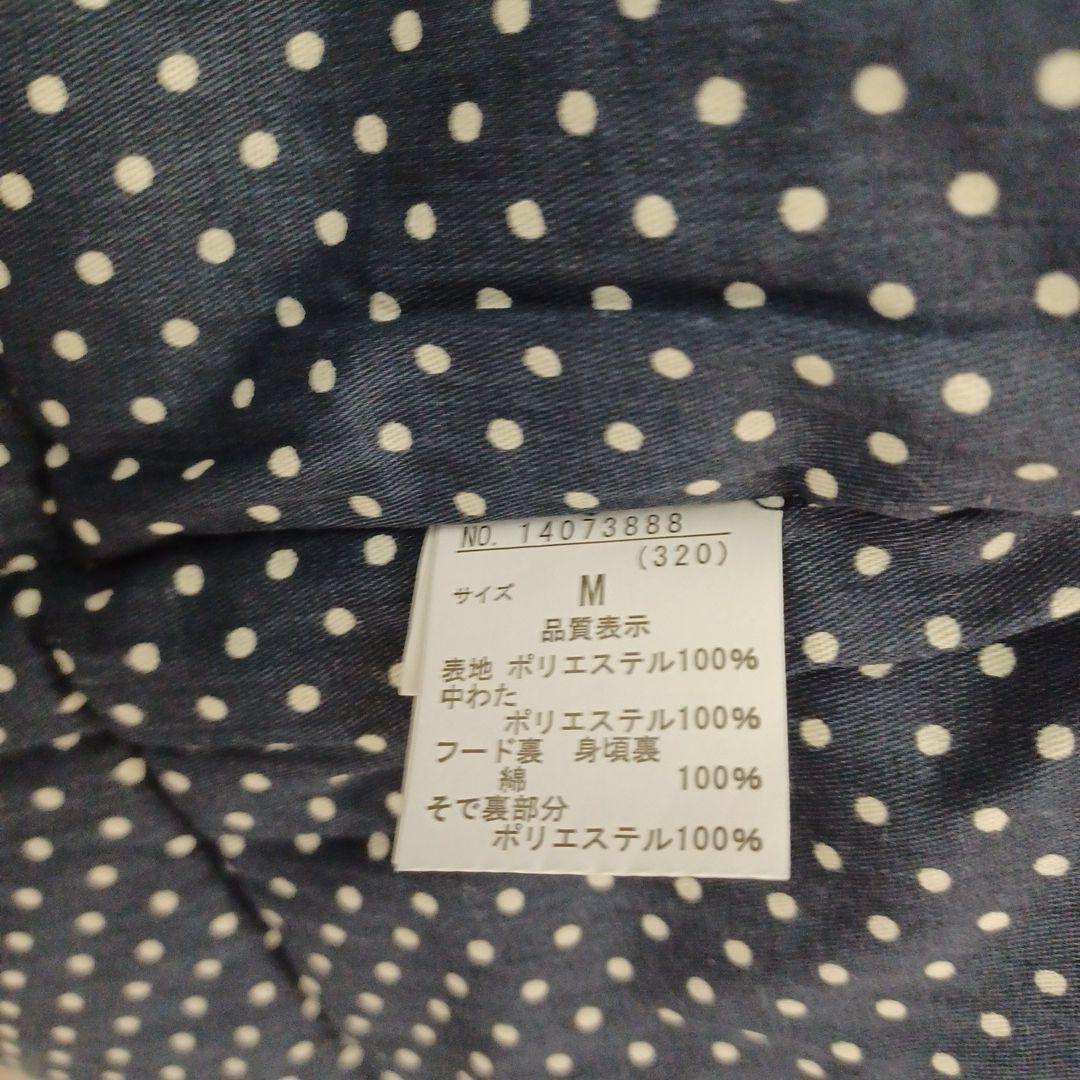 NO. 14073888
(320)
サイズ M
品質表示
表地 ポリエステル100%
中わた
ポリエステル100%
フード裏 身頃裏
綿 100%
そで裏部分
ポリエステル100%